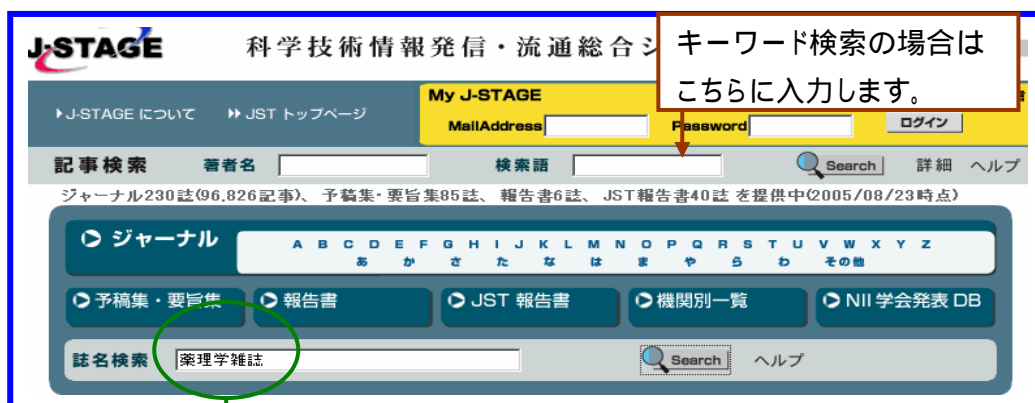 J-STAGE 科学技術情報発信・流通総合シ
キーワード検索の場合は
こちらに入力します。
J-STAGE について JST トップページ
My J-STAGE
MailAddress Password ログイン
記事検索 著者名 検索語 Search 詳細 ヘルプ
ジャーナル230誌(96,826記事)、 予稿集・要旨集85誌、 報告書6誌、 JST報告書40誌 を提供中(2005/08/23時点)
ジャーナル A B C D E F G H I J K L M N O P Q R S T U V W X Y Z
あ か さ た な は ま や ら わ その他
予稿集・要旨集 報告書 JST 報告書 機関別一覧 NII 学会発表 DB
誌名検索 薬理学雑誌 Search ヘルプ